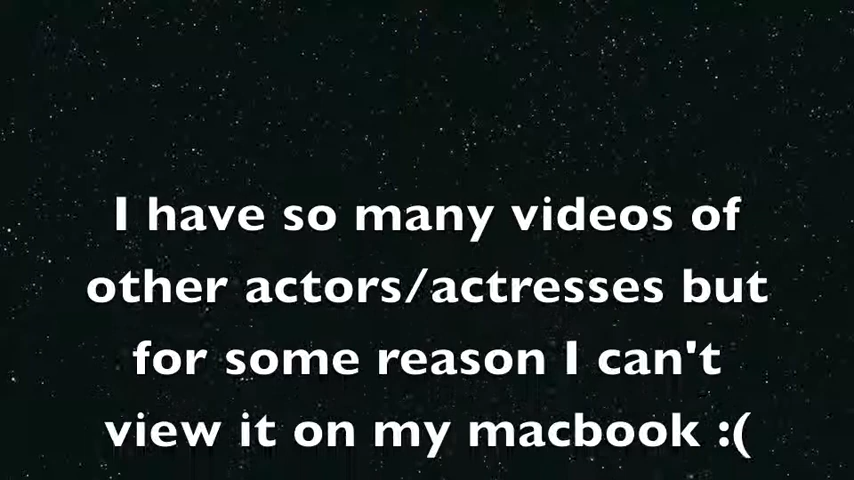 I have so many videos of
other actors/actresses but
for some reason I can't
view it on my macbook :(